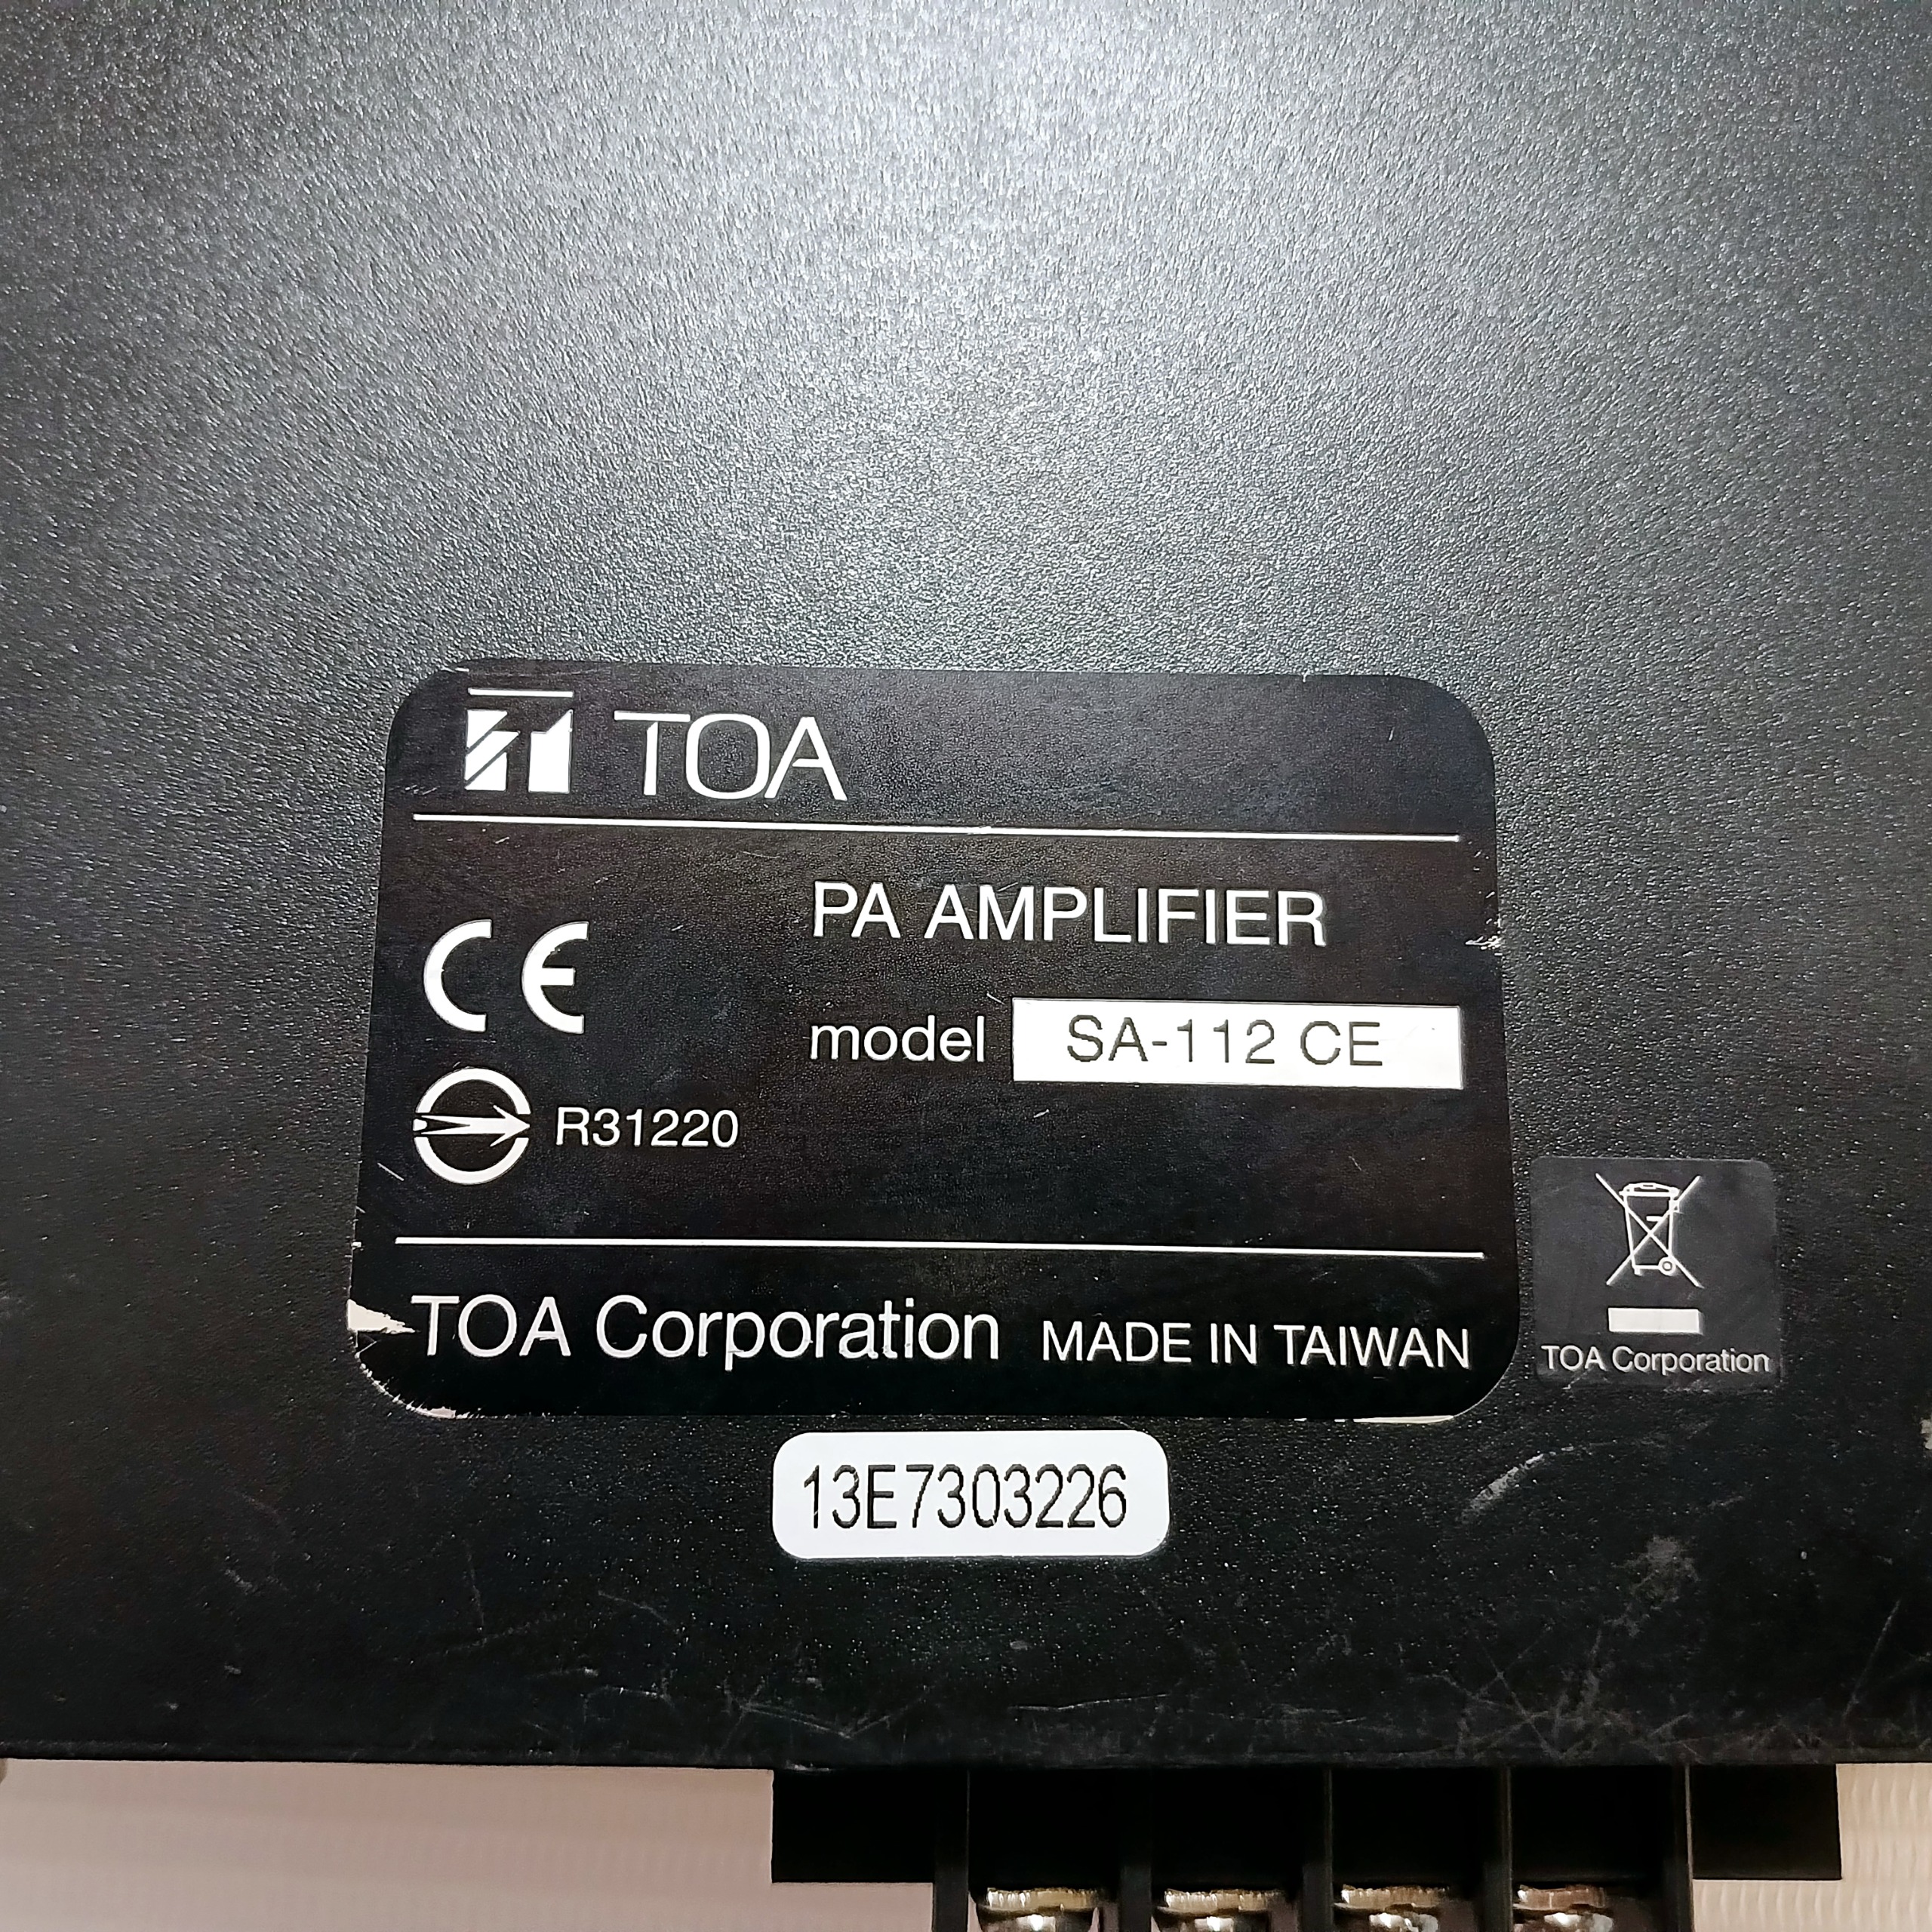 TOA
PA AMPLIFIER
CE
model SA-112 CE
R31220
TOA Corporation MADE IN TAIWAN
TOA Corporation
13E7303226